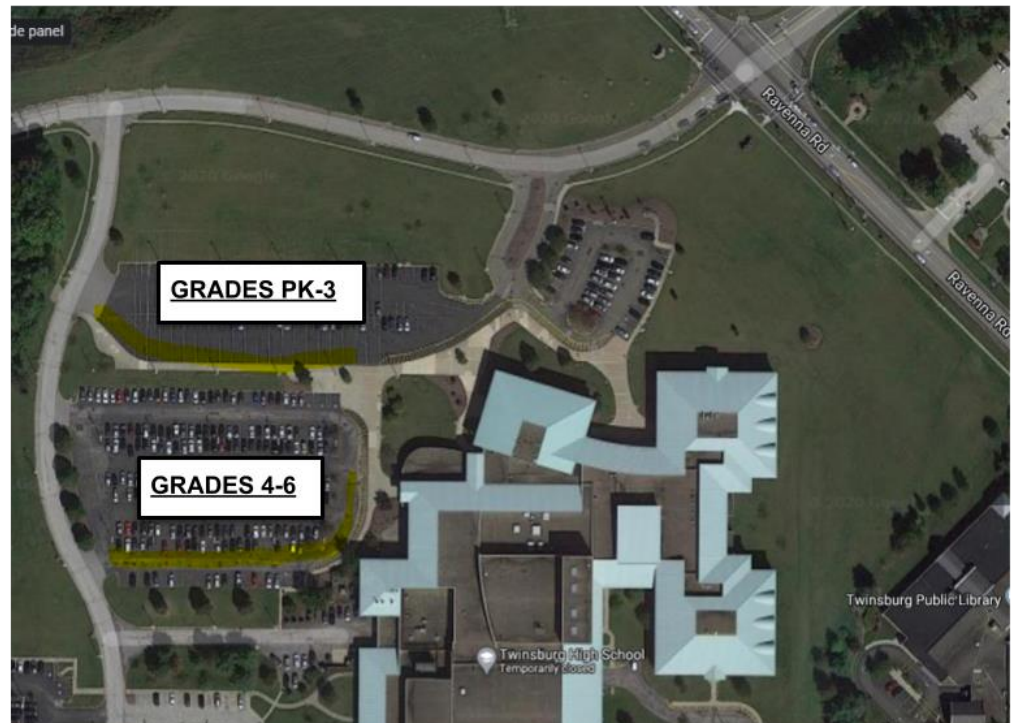 de panel
Ravenna Rd
GRADES PK-3
Ravenna Rd
GRADES 4-6
Twinsburg Public Library
Twinsburg High School
Temporarily closed